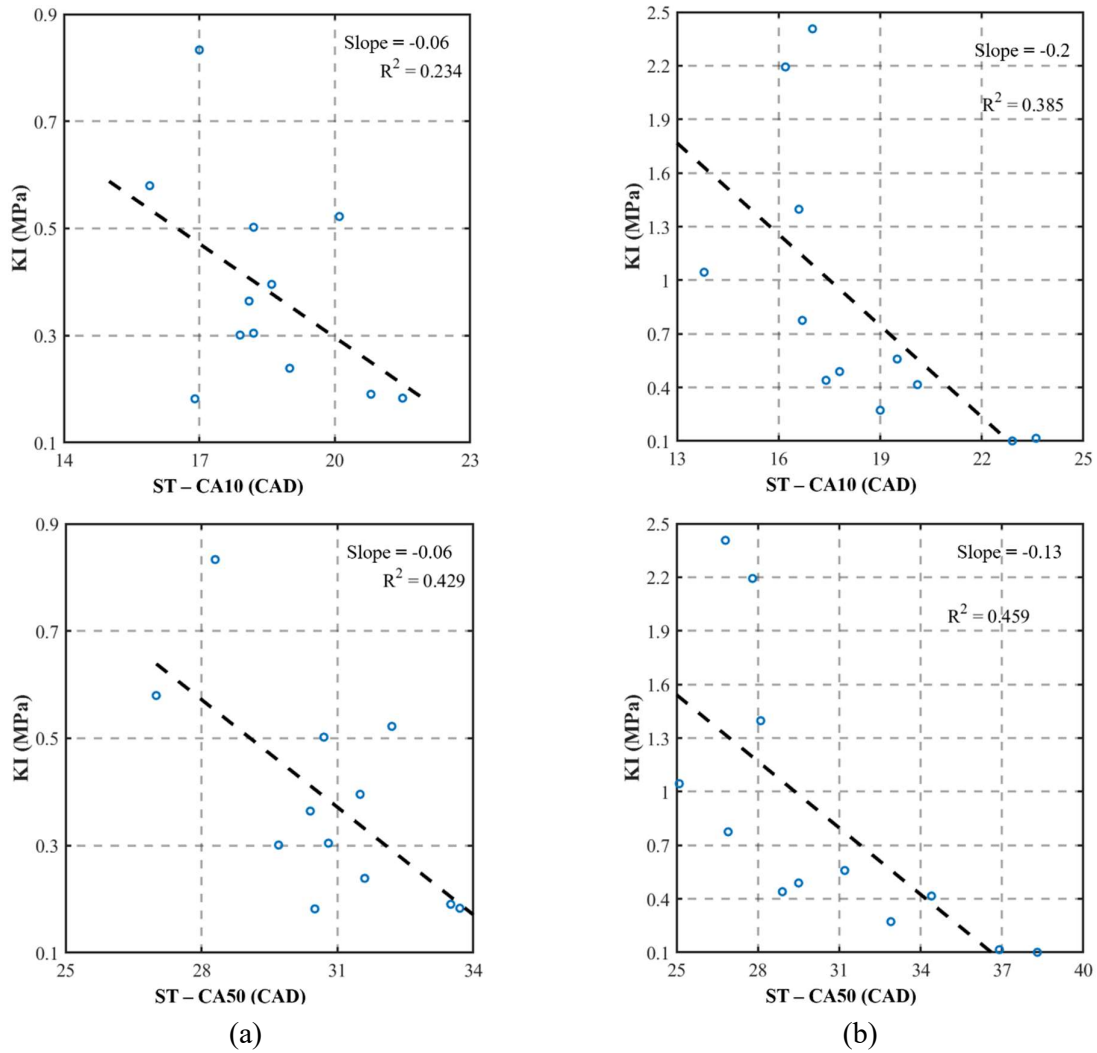 0.9
0.7
0.5
0.3
0.1
KI (MPa)
Slope = -0.06
R² = 0.234
14 17 20 23
ST – CA10 (CAD)
2.5
2.2
1.9
1.6
1.3
1
0.7
0.4
0.1
KI (MPa)
Slope = -0.2
R² = 0.385
13 16 19 22 25
ST – CA10 (CAD)
0.9
0.7
0.5
0.3
0.1
KI (MPa)
Slope = -0.06
R² = 0.429
25 28 31 34
ST – CA50 (CAD)
2.5
2.2
1.9
1.6
1.3
1
0.7
0.4
0.1
KI (MPa)
Slope = -0.13
R² = 0.459
25 28 31 34 37 40
ST – CA50 (CAD)
(a)
(b)